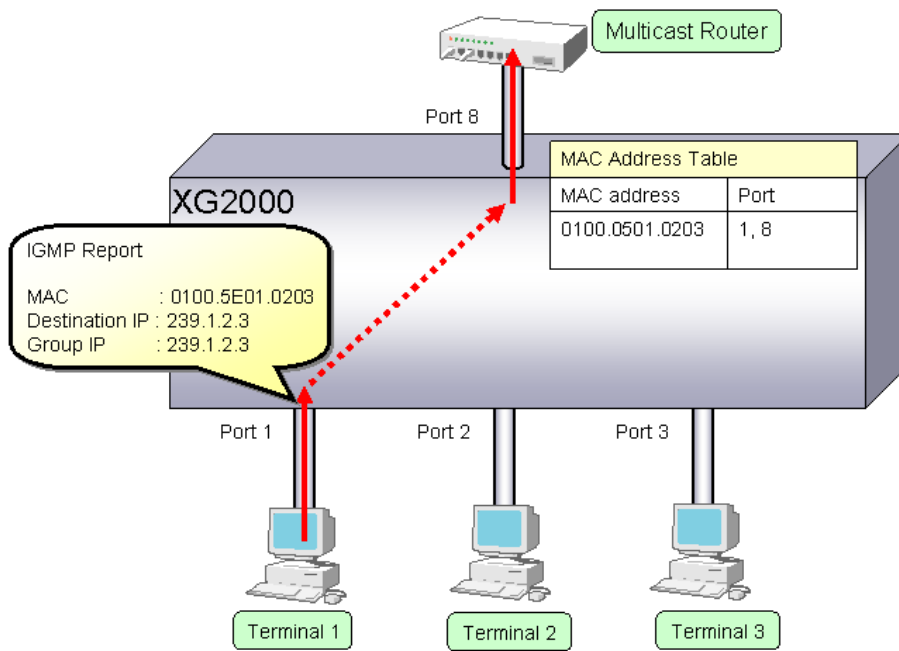 Multicast Router
Port 8
MAC Address Table
MAC address Port
0100.0501.0203 1, 8
XG2000
IGMP Report
MAC : 0100.5E01.0203
Destination IP : 239.1.2.3
Group IP : 239.1.2.3
Port 1
Port 2
Port 3
Terminal 1
Terminal 2
Terminal 3